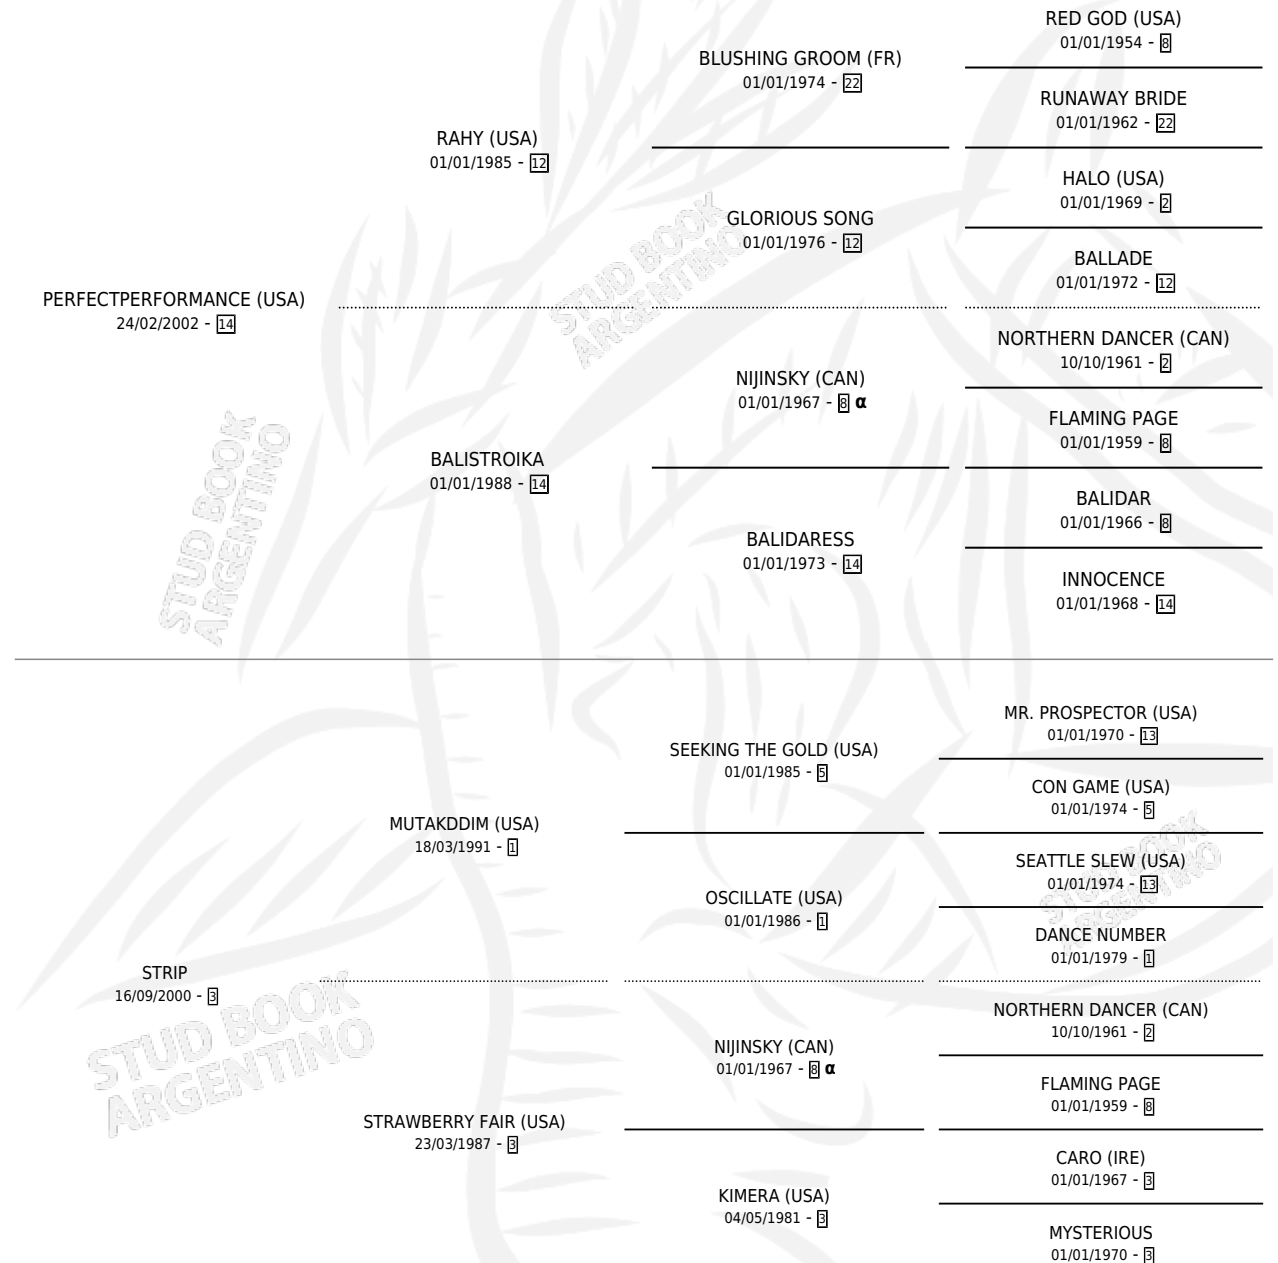 RED GOD (USA)
01/01/1954 - 8
BLUSHING GROOM (FR)
01/01/1974 - 22
RUNAWAY BRIDE
01/01/1962 - 22
RAHY (USA)
01/01/1985 - 12
HALO (USA)
01/01/1969 - 2
GLORIOUS SONG
01/01/1976 - 12
BALLADE
01/01/1972 - 12
PERFECTPERFORMANCE (USA)
24/02/2002 - 14
NORTHERN DANCER (CAN)
10/10/1961 - 2
NIJINSKY (CAN)
01/01/1967 - 8 α
FLAMING PAGE
01/01/1959 - 8
BALISTROIKA
01/01/1988 - 14
BALIDAR
01/01/1966 - 8
BALIDARESS
01/01/1973 - 14
INNOCENCE
01/01/1968 - 14
MR. PROSPECTOR (USA)
01/01/1970 - 13
SEEKING THE GOLD (USA)
01/01/1985 - 5
CON GAME (USA)
01/01/1974 - 5
MUTAKDDIM (USA)
18/03/1991 - 1
SEATTLE SLEW (USA)
01/01/1974 - 13
OSCILLATE (USA)
01/01/1986 - 1
DANCE NUMBER
01/01/1979 - 1
STRIP
16/09/2000 - 3
NORTHERN DANCER (CAN)
10/10/1961 - 2
NIJINSKY (CAN)
01/01/1967 - 8 α
FLAMING PAGE
01/01/1959 - 8
STRAWBERRY FAIR (USA)
23/03/1987 - 3
CARO (IRE)
01/01/1967 - 3
KIMERA (USA)
04/05/1981 - 3
MYSTERIOUS
01/01/1970 - 3
STUD BOOK
ARGENTINO
STUD BOOK
ARGENTINO
STUD BOOK
ARGENTINO
STUD BOOK
ARGENTINO